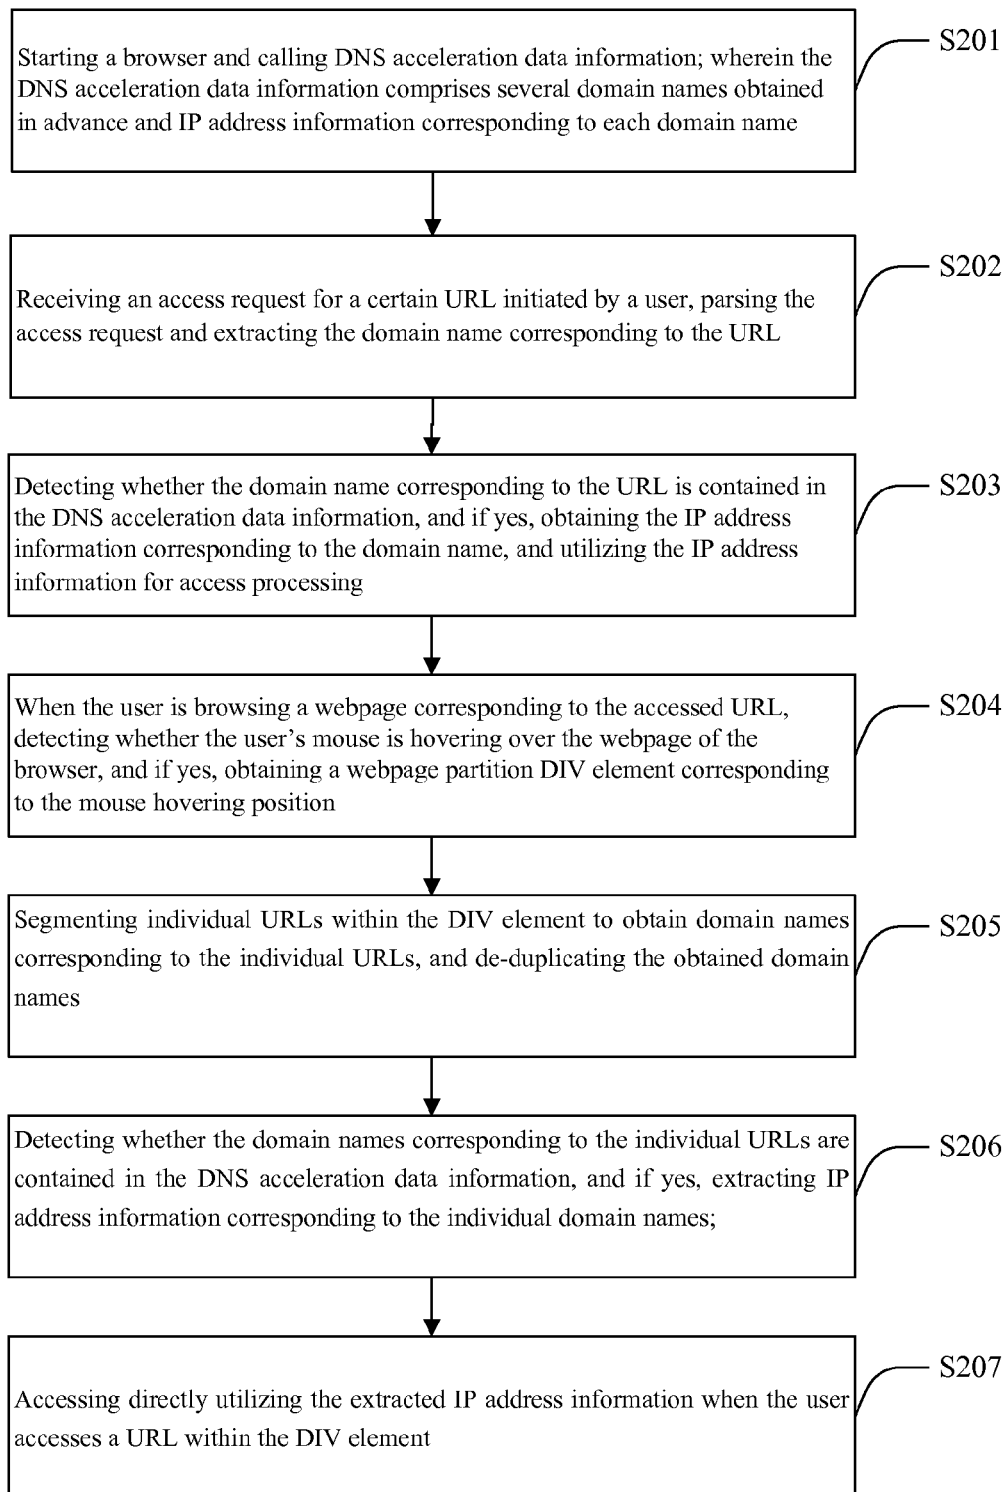 Starting a browser and calling DNS acceleration data information; wherein the
DNS acceleration data information comprises several domain names obtained
in advance and IP address information corresponding to each domain name
S201
Receiving an access request for a certain URL initiated by a user, parsing the
access request and extracting the domain name corresponding to the URL
S202
Detecting whether the domain name corresponding to the URL is contained in
the DNS acceleration data information, and if yes, obtaining the IP address
information corresponding to the domain name, and utilizing the IP address
information for access processing
S203
When the user is browsing a webpage corresponding to the accessed URL,
detecting whether the user's mouse is hovering over the webpage of the
browser, and if yes, obtaining a webpage partition DIV element corresponding
to the mouse hovering position
S204
Segmenting individual URLs within the DIV element to obtain domain names
corresponding to the individual URLs, and de-duplicating the obtained domain
names
S205
Detecting whether the domain names corresponding to the individual URLs are
contained in the DNS acceleration data information, and if yes, extracting IP
address information corresponding to the individual domain names;
S206
Accessing directly utilizing the extracted IP address information when the user
accesses a URL within the DIV element
S207